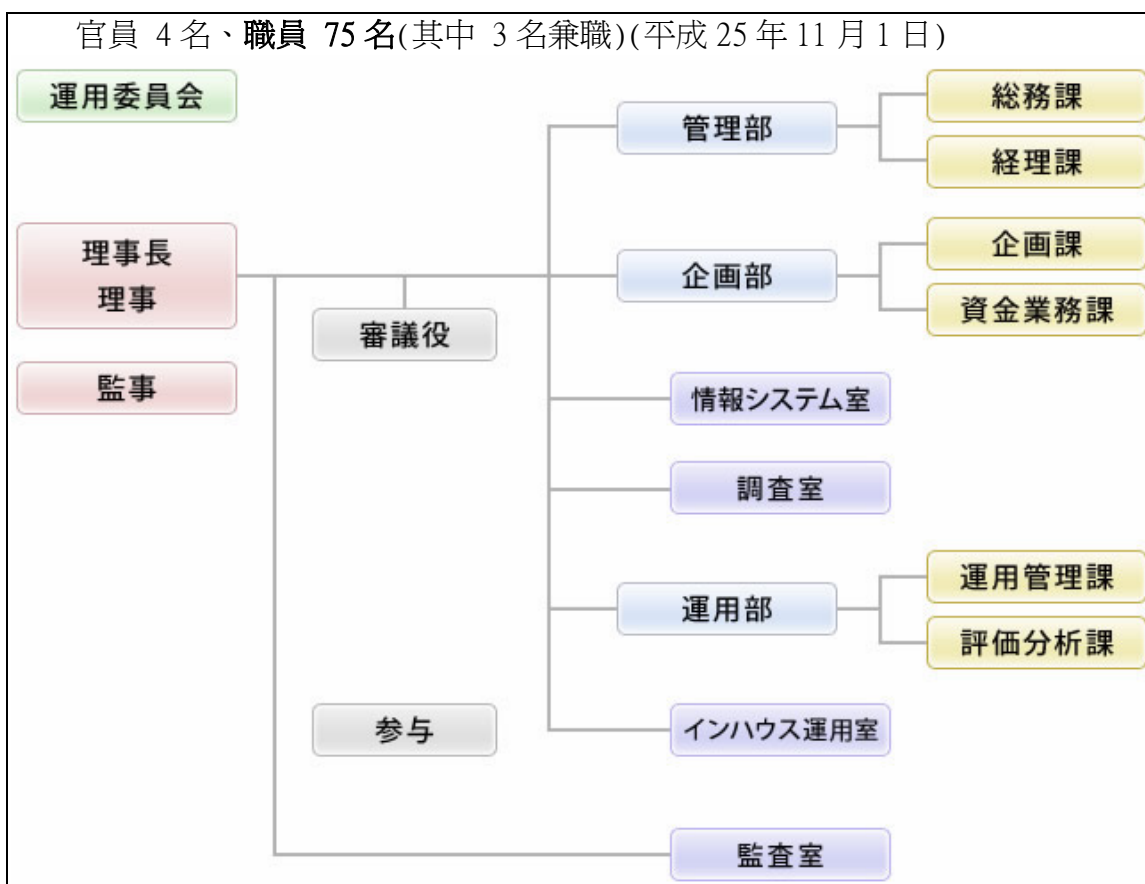 官員 4 名、職員 75 名(其中 3 名兼職)(平成 25 年 11 月 1 日)
運用委員会
理事長
理事
監事
審議役
参与
管理部
総務課
経理課
企画部
企画課
資金業務課
情報システム室
調査室
運用部
運用管理課
評価分析課
インハウス運用室
監査室